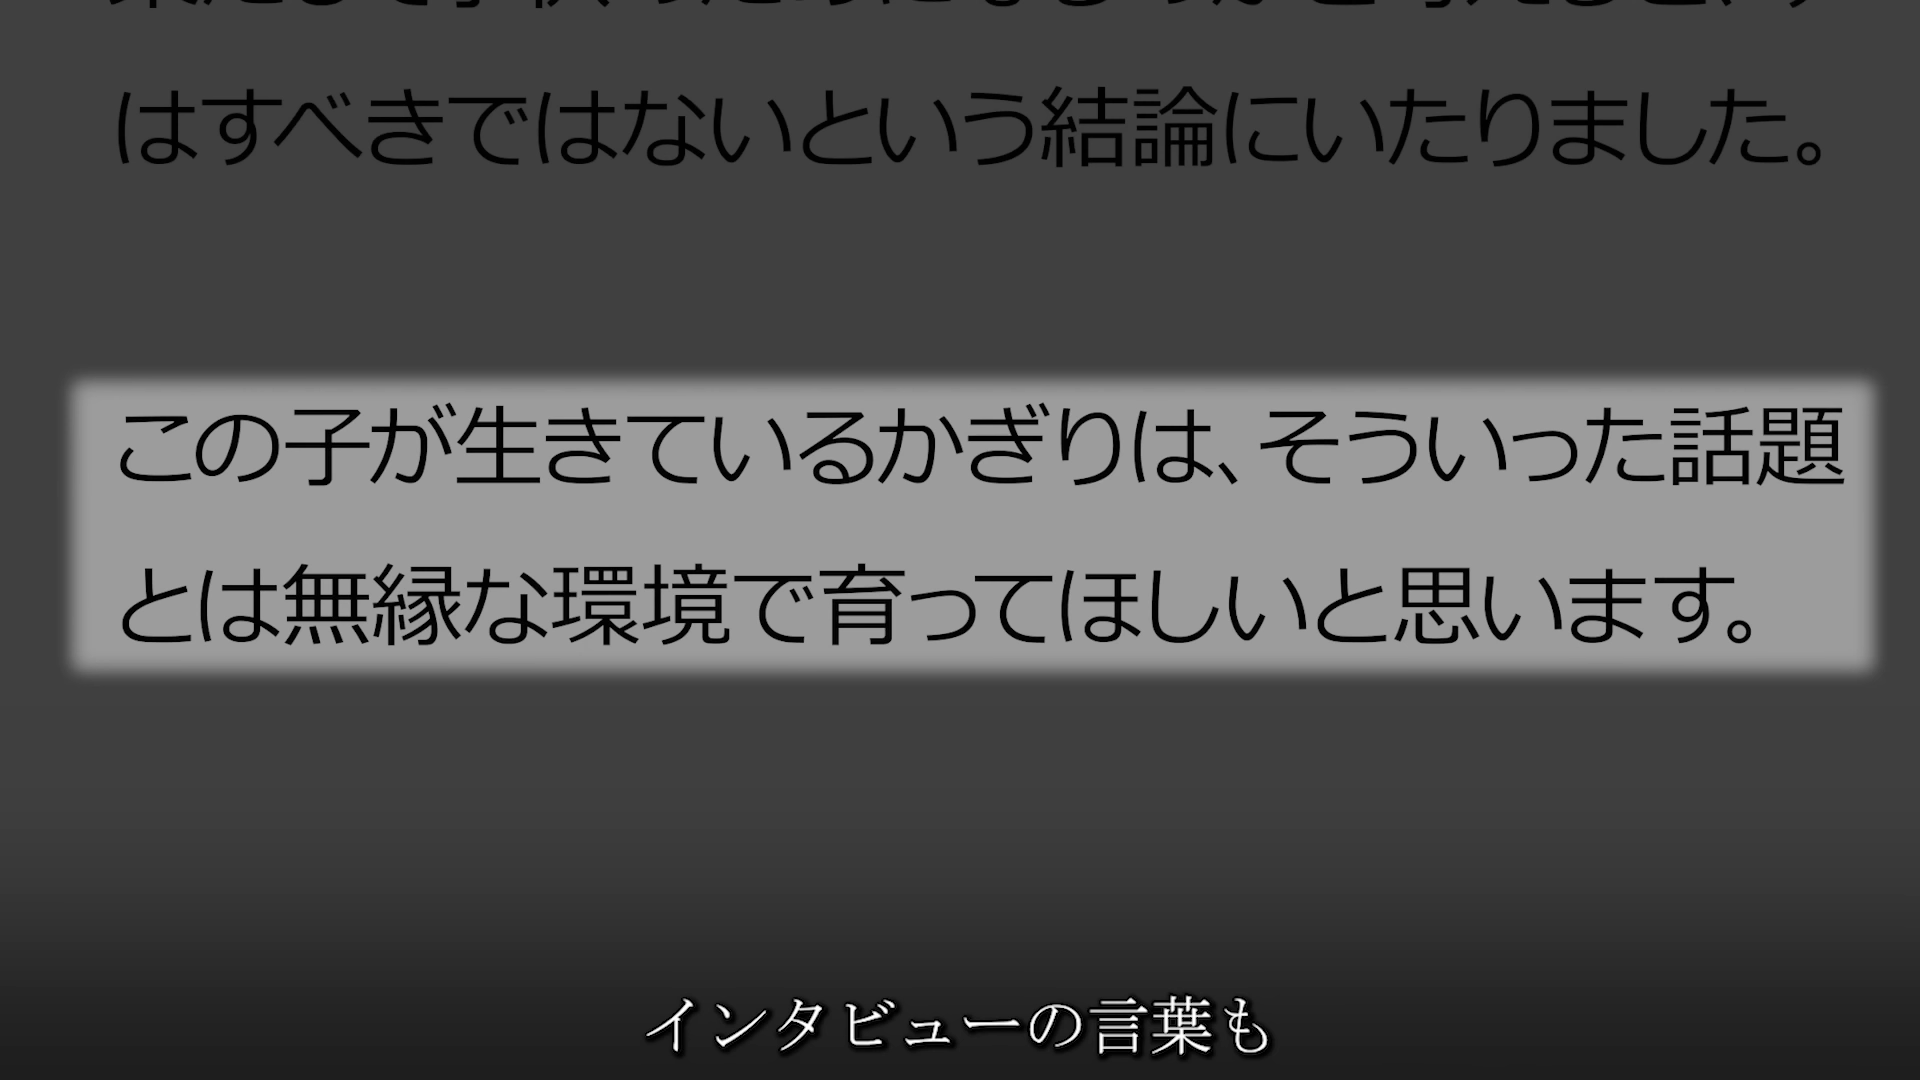 はすべきではないという結論にいたりました。
この子が生きているかぎりは、そういった話題
とは無縁な環境で育ってほしいと思います。
インタビューの言葉も